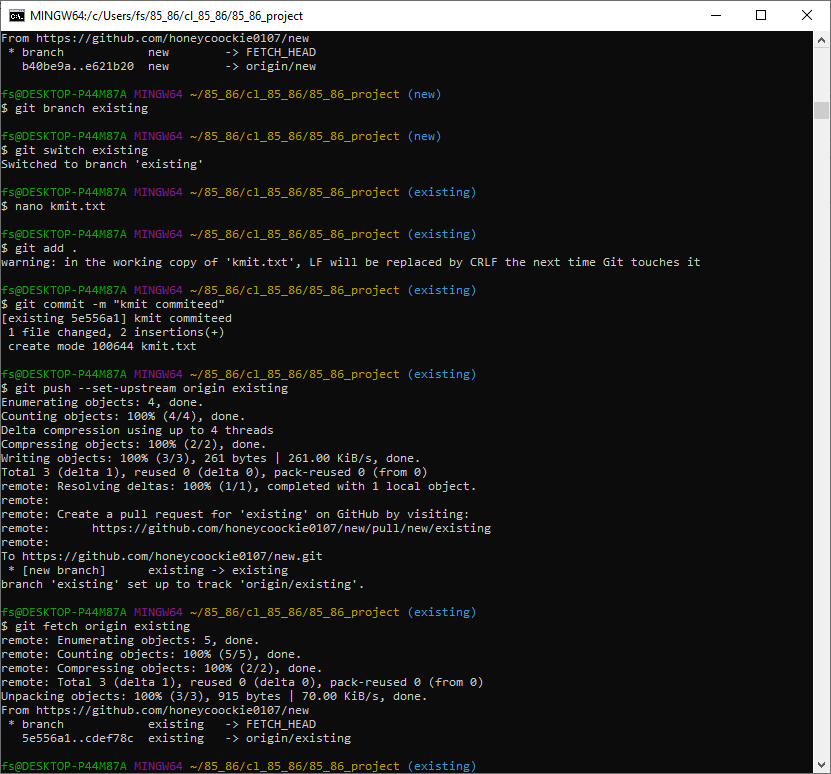 MINGW64:/c/Users/fs/85_86/cl_85_86/85_86_project
From https://github.com/honeycoockie0107/new
 * branch            new        -> FETCH_HEAD
   b40be9a..e621b20  new        -> origin/new
fs@DESKTOP-P44M87A MINGW64 ~/85_86/cl_85_86/85_86_project (new)
$ git branch existing
fs@DESKTOP-P44M87A MINGW64 ~/85_86/cl_85_86/85_86_project (new)
$ git switch existing
Switched to branch 'existing'
fs@DESKTOP-P44M87A MINGW64 ~/85_86/cl_85_86/85_86_project (existing)
$ nano kmit.txt
fs@DESKTOP-P44M87A MINGW64 ~/85_86/cl_85_86/85_86_project (existing)
$ git add .
warning: in the working copy of 'kmit.txt', LF will be replaced by CRLF the next time Git touches it
fs@DESKTOP-P44M87A MINGW64 ~/85_86/cl_85_86/85_86_project (existing)
$ git commit -m "kmit commiteed"
[existing 5e556a1] kmit commiteed
 1 file changed, 2 insertions(+)
 create mode 100644 kmit.txt
fs@DESKTOP-P44M87A MINGW64 ~/85_86/cl_85_86/85_86_project (existing)
$ git push --set-upstream origin existing
Enumerating objects: 4, done.
Counting objects: 100% (4/4), done.
Delta compression using up to 4 threads
Compressing objects: 100% (2/2), done.
Writing objects: 100% (3/3), 261 bytes | 261.00 KiB/s, done.
Total 3 (delta 1), reused 0 (delta 0), pack-reused 0 (from 0)
remote: Resolving deltas: 100% (1/1), completed with 1 local object.
remote:
remote: Create a pull request for 'existing' on GitHub by visiting:
remote:      https://github.com/honeycoockie0107/new/pull/new/existing
remote:
To https://github.com/honeycoockie0107/new.git
 * [new branch]      existing -> existing
branch 'existing' set up to track 'origin/existing'.
fs@DESKTOP-P44M87A MINGW64 ~/85_86/cl_85_86/85_86_project (existing)
$ git fetch origin existing
remote: Enumerating objects: 5, done.
remote: Counting objects: 100% (5/5), done.
remote: Compressing objects: 100% (2/2), done.
remote: Total 3 (delta 1), reused 0 (delta 0), pack-reused 0 (from 0)
Unpacking objects: 100% (3/3), 915 bytes | 70.00 KiB/s, done.
From https://github.com/honeycoockie0107/new
 * branch            existing   -> FETCH_HEAD
   5e556a1..cdef78c  existing   -> origin/existing
fs@DESKTOP-P44M87A MINGW64 ~/85_86/cl_85_86/85_86_project (existing)